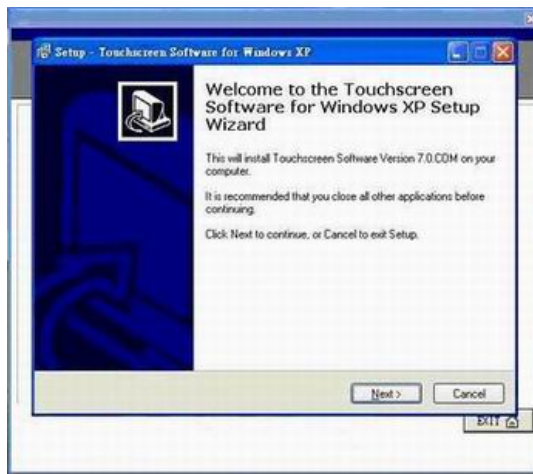 Setup - Touchscreen Software for Windows XP
Welcome to the Touchscreen
Software for Windows XP Setup
Wizard
This will install Touchscreen Software Version 7.0.COM on your
computer.
It is recommended that you close all other applications before
continuing.
Click Next to continue, or Cancel to exit Setup.
Next >
Cancel
EXIT